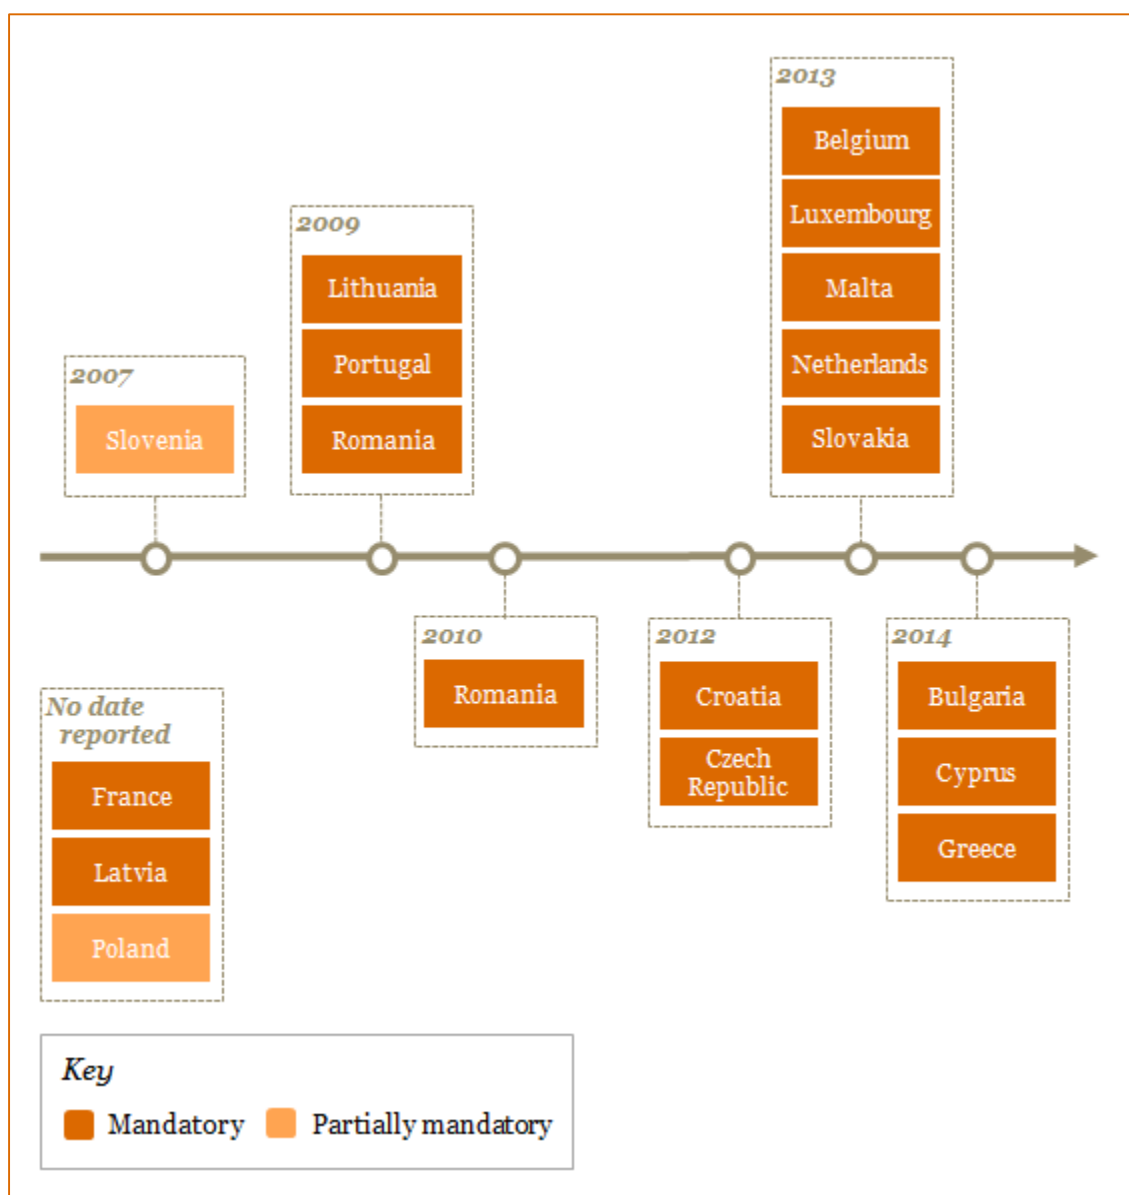 2013
Belgium
Luxembourg
Malta
Netherlands
Slovakia
2009
Lithuania
Portugal
Romania
2007
Slovenia
2010
Romania
2012
Croatia
Czech
Republic
2014
Bulgaria
Cyprus
Greece
No date
reported
France
Latvia
Poland
Key
Mandatory
Partially mandatory